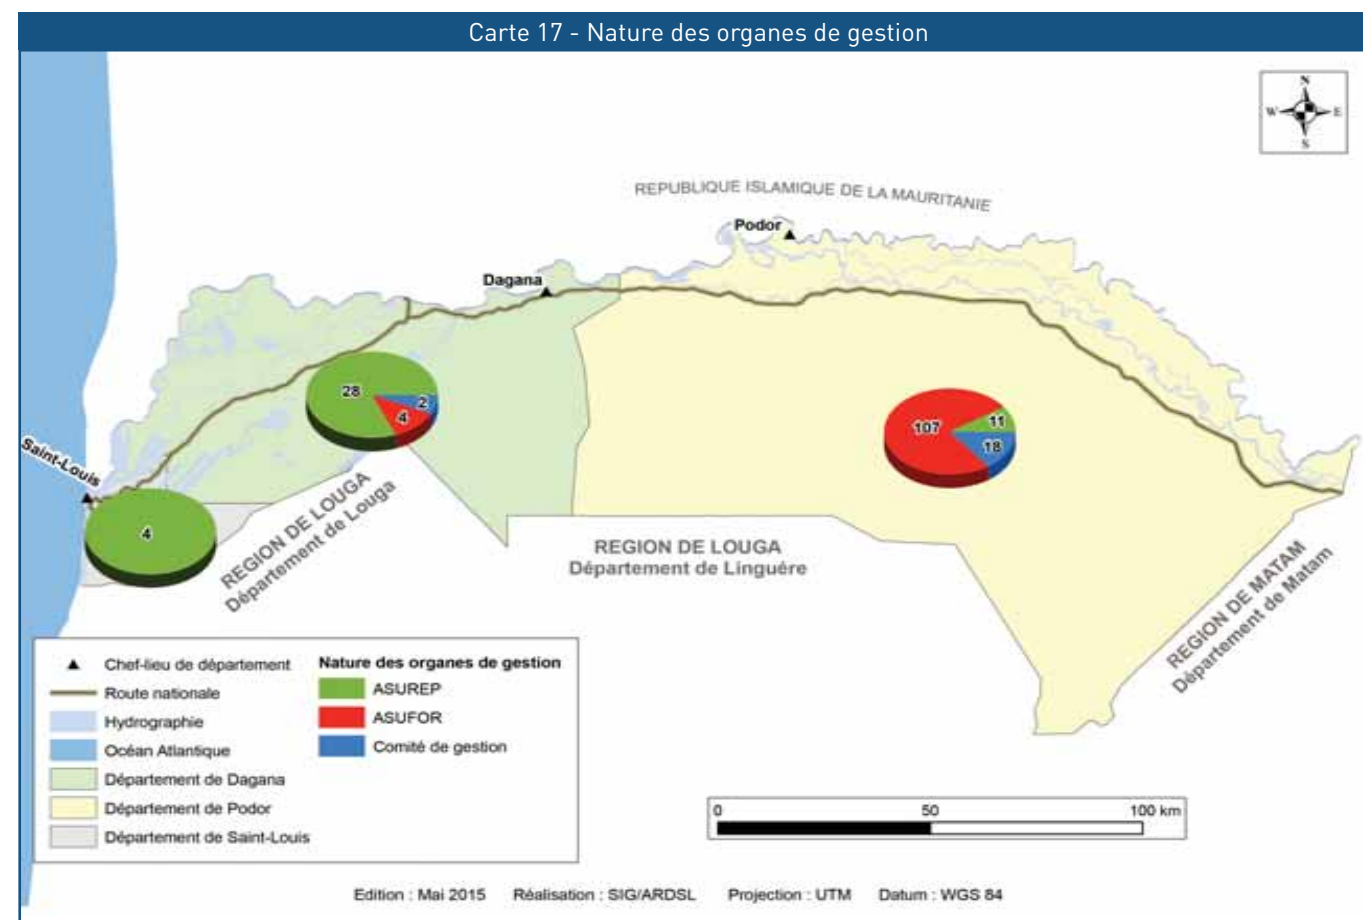 Carte 17 - Nature des organes de gestion
N
W E
S
REPUBLIQUE ISLAMIQUE DE LA MAURITANIE
Podor
Dagana
28
2
4
107
11
18
Saint-Louis
4
REGION DE LOUGA
Département de Louga
REGION DE LOUGA
Département de Linguére
REGION DE MATAM
Département de Matam
Chef-lieu de département
Route nationale
Hydrographie
Océan Atlantique
Département de Dagana
Département de Podor
Département de Saint-Louis
Nature des organes de gestion
ASUREP
ASUFOR
Comité de gestion
0 50 100 km
Edition : Mai 2015 Réalisation : SIG/ARDSL Projection : UTM Datum : WGS 84